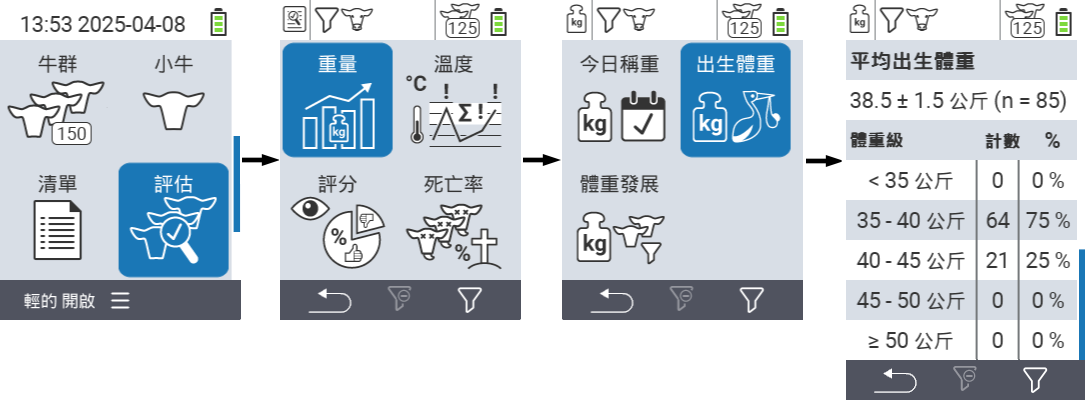 13:53 2025-04-08
牛群
小牛
150
清單
評估
輕的 開啟
125
重量
溫度
kg
°C
! !
Σ!
評分
死亡率
%
%
kg
125
今日稱重
出生體重
kg
kg
體重發展
kg
kg
125
平均出生體重
38.5 ± 1.5 公斤 (n = 85)
體重級 計數 %
< 35 公斤 0 0 %
35 - 40 公斤 64 75 %
40 - 45 公斤 21 25 %
45 - 50 公斤 0 0 %
≥ 50 公斤 0 0 %